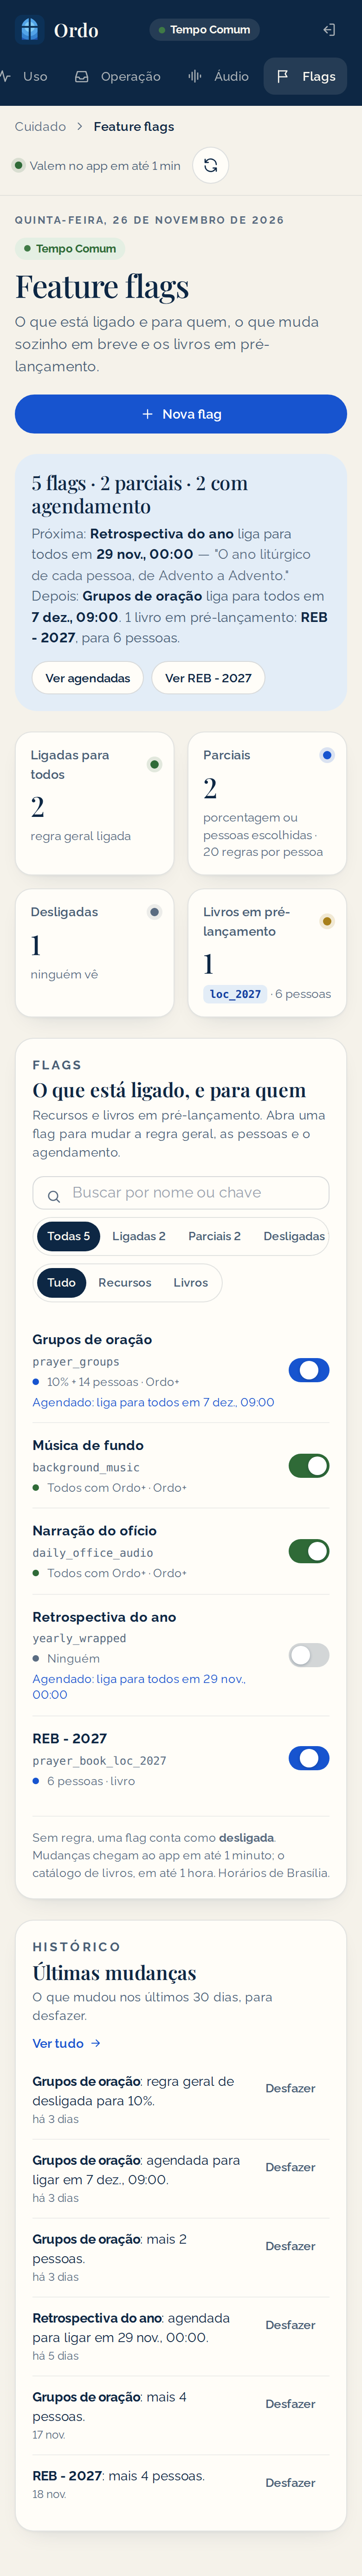 Ordo
Tempo Comum
Uso
Operação
Áudio
Flags
Cuidado
Feature flags
Valem no app em até 1 min
QUINTA-FEIRA, 26 DE NOVEMBRO DE 2026
Tempo Comum
Feature flags
O que está ligado e para quem, o que muda
sozinho em breve e os livros em pré-
lançamento.
Nova flag
5 flags · 2 parciais · 2 com
agendamento
Próxima: Retrospectiva do ano liga para
todos em 29 nov., 00:00 — "O ano litúrgico
de cada pessoa, de Advento a Advento."
Depois: Grupos de oração liga para todos em
7 dez., 09:00. 1 livro em pré-lançamento: REB
- 2027, para 6 pessoas.
Ver agendadas
Ver REB - 2027
Ligadas para
todos
2
regra geral ligada
Parciais
2
porcentagem ou
pessoas escolhidas ·
20 regras por pessoa
Desligadas
1
ninguém vê
Livros em pré-
lançamento
1
loc_2027 · 6 pessoas
FLAGS
O que está ligado, e para quem
Recursos e livros em pré-lançamento. Abra uma
flag para mudar a regra geral, as pessoas e o
agendamento.
Buscar por nome ou chave
Todas 5
Ligadas 2
Parciais 2
Desligadas
Tudo
Recursos
Livros
Grupos de oração
prayer_groups
10% + 14 pessoas · Ordo+
Agendado: liga para todos em 7 dez., 09:00
Música de fundo
background_music
Todos com Ordo+ · Ordo+
Narração do ofício
daily_office_audio
Todos com Ordo+ · Ordo+
Retrospectiva do ano
yearly_wrapped
Ninguém
Agendado: liga para todos em 29 nov.,
00:00
REB - 2027
prayer_book_loc_2027
6 pessoas · livro
Sem regra, uma flag conta como desligada.
Mudanças chegam ao app em até 1 minuto; o
catálogo de livros, em até 1 hora. Horários de Brasília.
HISTÓRICO
Últimas mudanças
O que mudou nos últimos 30 dias, para
desfazer.
Ver tudo
Grupos de oração: regra geral de
desligada para 10%.
há 3 dias
Desfazer
Grupos de oração: agendada para
ligar em 7 dez., 09:00.
há 3 dias
Desfazer
Grupos de oração: mais 2
pessoas.
há 3 dias
Desfazer
Retrospectiva do ano: agendada
para ligar em 29 nov., 00:00.
há 5 dias
Desfazer
Grupos de oração: mais 4
pessoas.
17 nov.
Desfazer
REB - 2027: mais 4 pessoas.
18 nov.
Desfazer